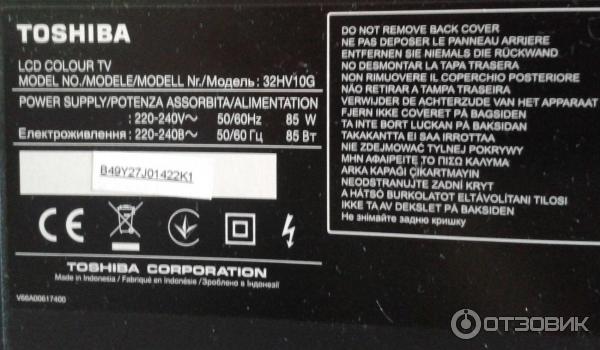 TOSHIBA
LCD COLOUR TV
MODEL NO./MODELE/MODELL Nr./Модель: 32HV10G
POWER SUPPLY/POTENZA ASSORBITA/ALIMENTATION
: 220-240V⏦ 50/60Hz 85 W
Електроживлення : 220-240В⏦ 50/60 Гц 85 Вт
B49Y27J01422K1
CE
TOSHIBA CORPORATION
Made in Indonesia / Fabriqué en Indonésie /Зроблено в Індонезії
V66A00617400
DO NOT REMOVE BACK COVER
NE PAS DEPOSER LE PANNEAU ARRIERE
ENTFERNEN SIE NIEMALS DIE RÜCKWAND
NO DESMONTAR LA TAPA TRASERA
NON RIMUOVERE IL COPERCHIO POSTERIORE
NÃO RETIRAR A TAMPA TRASEIRA
VERWIJDER DE ACHTERZUDE VAN HET APPARAAT
FJERN IKKE COVERET PÅ BAGSIDEN
TA INTE BORT LUCKAN PÅ BAKSIDAN
TAKAKANTTA EI SAA IRROTTAA
NIE ZDEJMOWAĆ TYLNEJ POKRYWY
ΜΗΝ ΑΦΑΙΡΕΙΤΕ ΤΟ ΠΙΣΩ ΚΑΛΥΜΑ
ARKA KAPAĞI ÇIKARTMAYIN
NEODSTRANUJTE ZADNÍ KRYT
A HÁTSÓ BURKOLATOT ELTÁVOLÍTANI TILOSI
IKKE TA AV DEKSLET PÅ BAKSIDEN
Не знімайте задню кришку
ОТЗОВИК